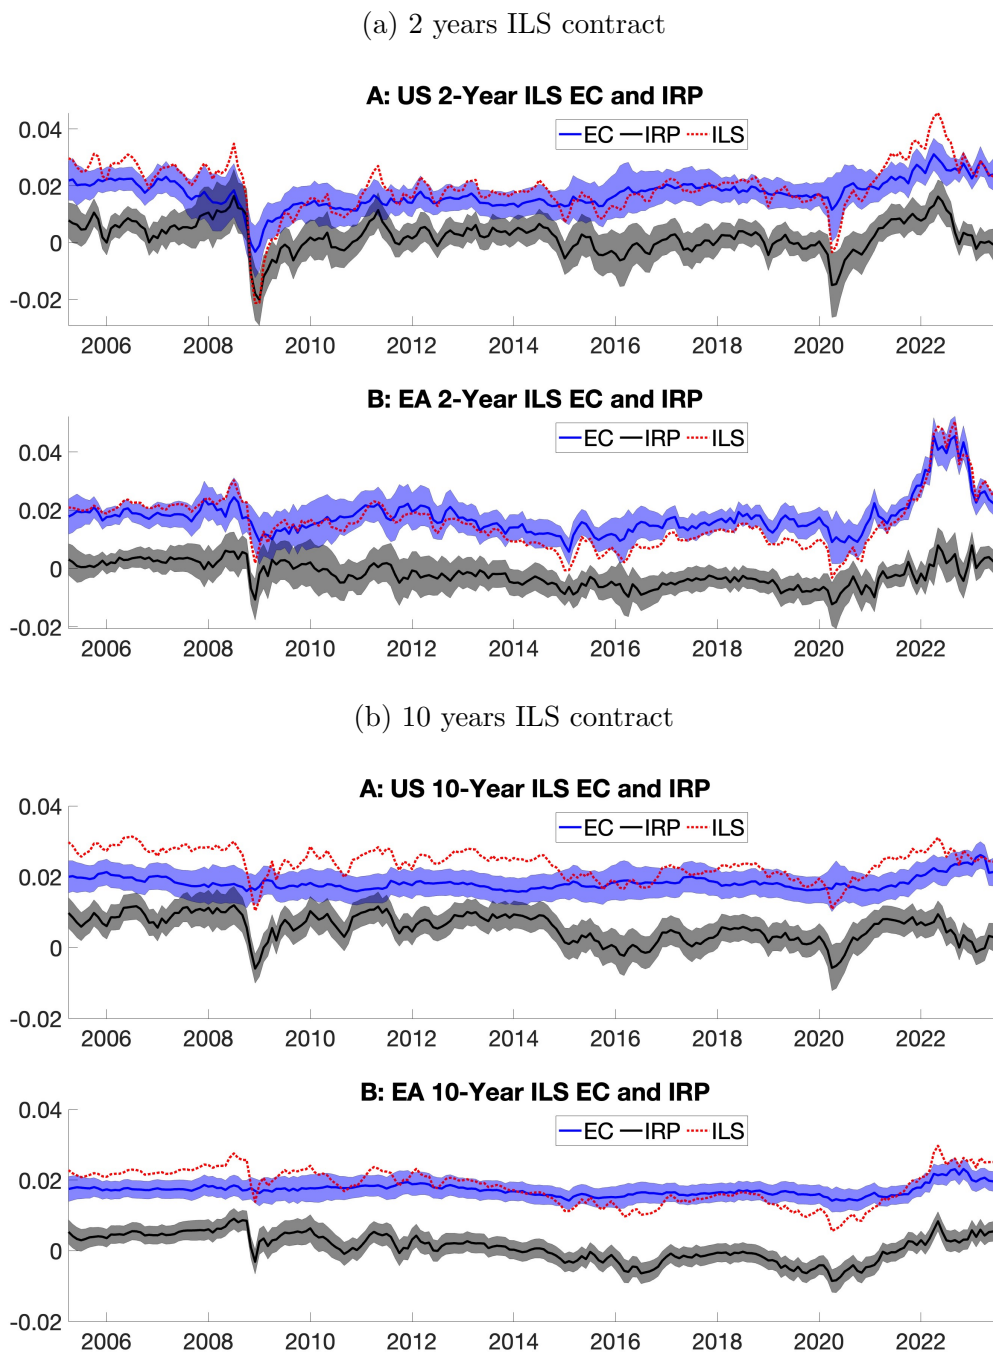 (a) 2 years ILS contract
A: US 2-Year ILS EC and IRP
EC IRP ILS
0.04
0.02
0
-0.02
2006 2008 2010 2012 2014 2016 2018 2020 2022
B: EA 2-Year ILS EC and IRP
EC IRP ILS
0.04
0.02
0
-0.02
2006 2008 2010 2012 2014 2016 2018 2020 2022
(b) 10 years ILS contract
A: US 10-Year ILS EC and IRP
0.04
EC IRP ILS
0.02
0
-0.02
2006 2008 2010 2012 2014 2016 2018 2020 2022
B: EA 10-Year ILS EC and IRP
0.04
EC IRP ILS
0.02
0
-0.02
2006 2008 2010 2012 2014 2016 2018 2020 2022